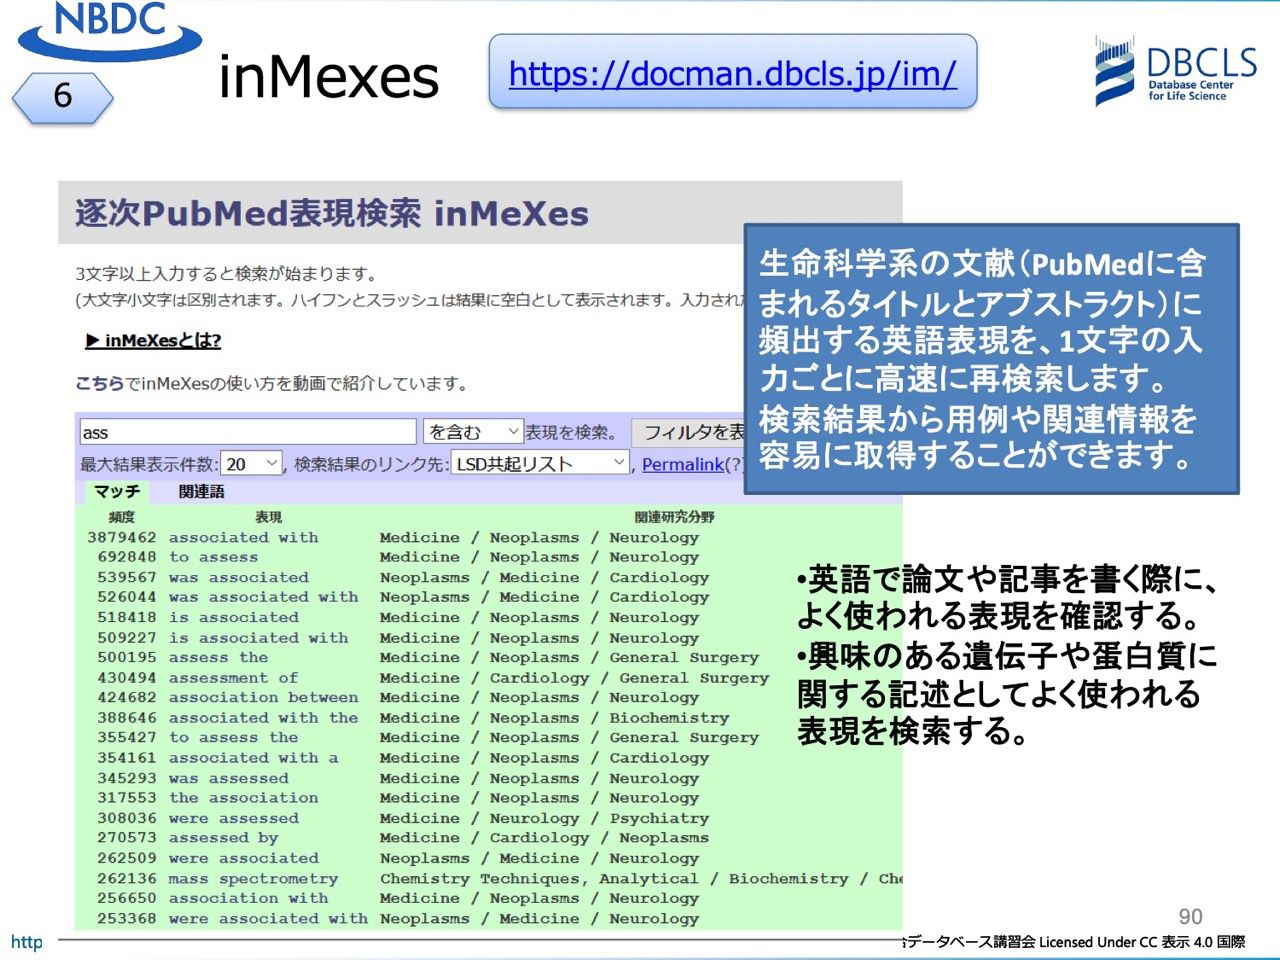 NBDC
6
inMexes
https://docman.dbcls.jp/im/
DBCLS
Database Center
for Life Science
逐次PubMed表現検索 inMeXes
3文字以上入力すると検索が始まります。
(大文字小文字は区別されます。ハイフンとスラッシュは結果に空白として表示されます。入力され
▶ inMeXesとは?
こちらでinMeXesの使い方を動画で紹介しています。
ass を含む 表現を検索。 フィルタを表
最大結果表示件数: 20 , 検索結果のリンク先: LSD共起リスト , Permalink(?)
マッチ 関連語
頻度 表現 関連研究分野
3879462 associated with Medicine / Neoplasms / Neurology
692848 to assess Medicine / Neoplasms / Neurology
539567 was associated Neoplasms / Medicine / Cardiology
526044 was associated with Neoplasms / Medicine / Cardiology
518418 is associated Medicine / Neoplasms / Neurology
509227 is associated with Medicine / Neoplasms / Neurology
500195 assess the Medicine / Neoplasms / General Surgery
430494 assessment of Medicine / Cardiology / General Surgery
424682 association between Medicine / Neoplasms / Neurology
388646 associated with the Medicine / Neoplasms / Biochemistry
355427 to assess the Medicine / Neoplasms / General Surgery
354161 associated with a Medicine / Neoplasms / Cardiology
345293 was assessed Medicine / Neoplasms / Neurology
317553 the association Medicine / Neoplasms / Neurology
308036 were assessed Medicine / Neurology / Psychiatry
270573 assessed by Medicine / Cardiology / Neoplasms
262509 were associated Neoplasms / Medicine / Neurology
262136 mass spectrometry Chemistry Techniques, Analytical / Biochemistry / Che
256650 association with Medicine / Neoplasms / Neurology
253368 were associated with Neoplasms / Medicine / Neurology
生命科学系の文献（PubMedに含
まれるタイトルとアブストラクト）に
頻出する英語表現を、1文字の入
力ごとに高速に再検索します。
検索結果から用例や関連情報を
容易に取得することができます。
•英語で論文や記事を書く際に、
よく使われる表現を確認する。
•興味のある遺伝子や蛋白質に
関する記述としてよく使われる
表現を検索する。
90
http
データベース講習会 Licensed Under CC 表示 4.0 国際